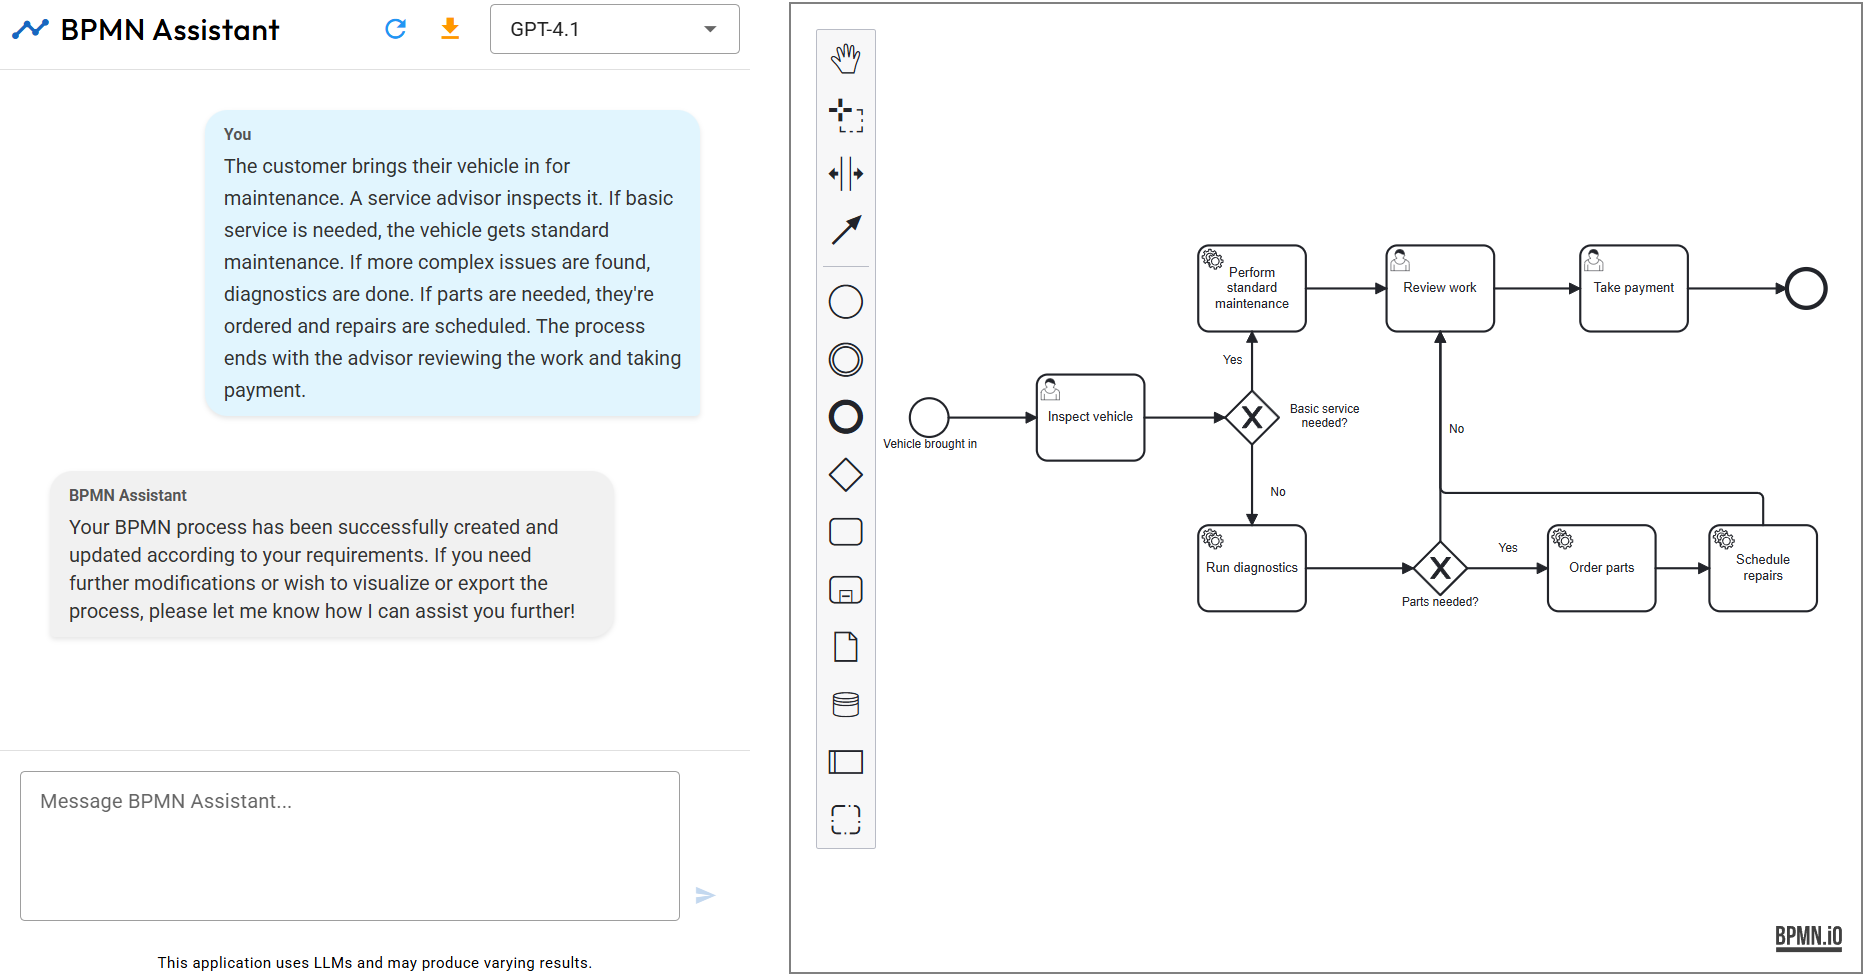 BPMN Assistant
GPT-4.1
You
The customer brings their vehicle in for
maintenance. A service advisor inspects it. If basic
service is needed, the vehicle gets standard
maintenance. If more complex issues are found,
diagnostics are done. If parts are needed, they're
ordered and repairs are scheduled. The process
ends with the advisor reviewing the work and taking
payment.
BPMN Assistant
Your BPMN process has been successfully created and
updated according to your requirements. If you need
further modifications or wish to visualize or export the
process, please let me know how I can assist you further!
Message BPMN Assistant...
This application uses LLMs and may produce varying results.
Vehicle brought in
Inspect vehicle
Basic service
needed?
Yes
Perform
standard
maintenance
Review work
Take payment
No
Run diagnostics
Parts needed?
No
Yes
Order parts
Schedule
repairs
BPMN.iO